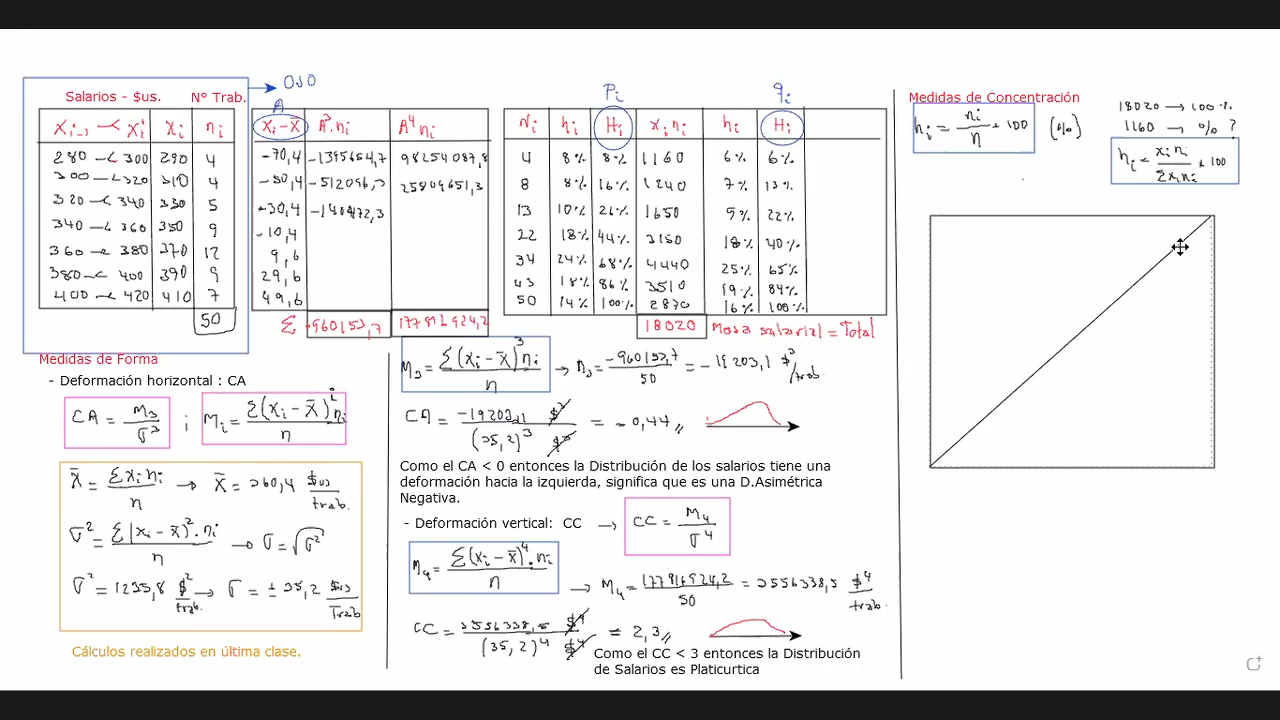 OJO
Salarios - $us. Nº Trab.
Xi-1 -< Xi Xi ni
280 -< 300 290 4
300 -< 320 310 4
320 -< 340 330 5
340 -< 360 350 9
360 -< 380 370 12
380 -< 400 390 9
400 -< 420 410 7
50
A
Xi - X̄ A³.ni A⁴ ni
-70,4 -1395654,7 98254087,8
-50,4 -512096,3 25809651,3
-30,4
-10,4
9,6
29,6
49,6
Σ -960153,7 177816924,2
Pi qi
Ni hi Hi xi ni hi Hi
4 8% 8% 1160 6% 6%
8 8% 16% 1240 7% 13%
13 10% 26% 1650 9% 22%
22 18% 44% 3150 18% 40%
34 24% 68% 4440 25% 65%
43 18% 86% 3510 19% 84%
50 14% 100% 2870 16% 100%
18020 Masa salarial = Total
Medidas de Forma
- Deformación horizontal : CA
CA = M3/σ³ ; Mi = Σ(Xi - X̄)^i ni / n
X̄ = Σxi ni / n → X̄ = 360,4 $us/trab.
σ² = Σ(xi - x̄)².ni / n → σ = √σ²
σ² = 1235,8 $²/trab. → σ = ± 35,2 $us/Trab
Cálculos realizados en última clase.
M3 = Σ(xi - x̄)³ ni / n → M3 = -960153,7 / 50 = -19203,1 $³/trab.
CA = -19203,1 $³ / (35,2)³ $³ = -0,44
Como el CA < 0 entonces la Distribución de los salarios tiene una
deformación hacia la izquierda, significa que es una D.Asimétrica
Negativa.
- Deformación vertical: CC → CC = M4/σ⁴
M4 = Σ(xi - x̄)⁴.ni / n → M4 = 177816924,2 / 50 = 3556338,5 $⁴/trab.
CC = 3556338,5 $⁴ / (35,2)⁴ $⁴ = 2,3
Como el CC < 3 entonces la Distribución
de Salarios es Platicurtica
Medidas de Concentración
hi = ni/n * 100 (%)
18020 → 100%
1160 → % ?
hi = xi ni / Σxi ni * 100